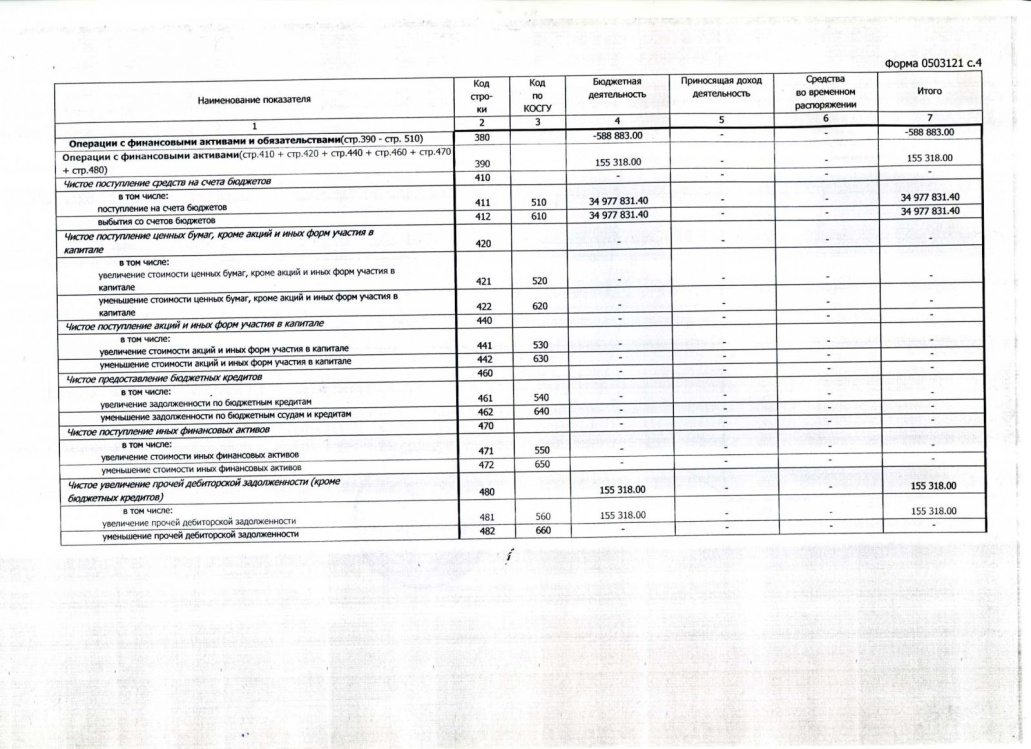 Форма 0503121 с.4
Наименование показателя | Код стро- ки | Код по КОСГУ | Бюджетная деятельность | Приносящая доход деятельность | Средства во временном распоряжении | Итого
1 | 2 | 3 | 4 | 5 | 6 | 7
Операции с финансовыми активами и обязательствами(стр.390 - стр. 510) | 380 | | -588 883.00 | - | - | -588 883.00
Операции с финансовыми активами(стр.410 + стр.420 + стр.440 + стр.460 + стр.470
+ стр.480) | 390 | | 155 318.00 | - | - | 155 318.00
Чистое поступление средств на счета бюджетов | 410 | | - | - | - | -
в том числе:
поступление на счета бюджетов | 411 | 510 | 34 977 831.40 | - | - | 34 977 831.40
выбытия со счетов бюджетов | 412 | 610 | 34 977 831.40 | - | - | 34 977 831.40
Чистое поступление ценных бумаг, кроме акций и иных форм участия в
капитале | 420 | | - | - | - | -
в том числе:
увеличение стоимости ценных бумаг, кроме акций и иных форм участия в
капитале | 421 | 520 | - | - | - | -
уменьшение стоимости ценных бумаг, кроме акций и иных форм участия в
капитале | 422 | 620 | - | - | - | -
Чистое поступление акций и иных форм участия в капитале | 440 | | - | - | - | -
в том числе:
увеличение стоимости акций и иных форм участия в капитале | 441 | 530 | - | - | - | -
уменьшение стоимости акций и иных форм участия в капитале | 442 | 630 | - | - | - | -
Чистое предоставление бюджетных кредитов | 460 | | - | - | - | -
в том числе:
увеличение задолженности по бюджетным кредитам | 461 | 540 | - | - | - | -
уменьшение задолженности по бюджетным ссудам и кредитам | 462 | 640 | - | - | - | -
Чистое поступление иных финансовых активов | 470 | | - | - | - | -
в том числе:
увеличение стоимости иных финансовых активов | 471 | 550 | - | - | - | -
уменьшение стоимости иных финансовых активов | 472 | 650 | - | - | - | -
Чистое увеличение прочей дебиторской задолженности (кроме
бюджетных кредитов) | 480 | | 155 318.00 | - | - | 155 318.00
в том числе:
увеличение прочей дебиторской задолженности | 481 | 560 | 155 318.00 | - | - | 155 318.00
уменьшение прочей дебиторской задолженности | 482 | 660 | - | - | - | -